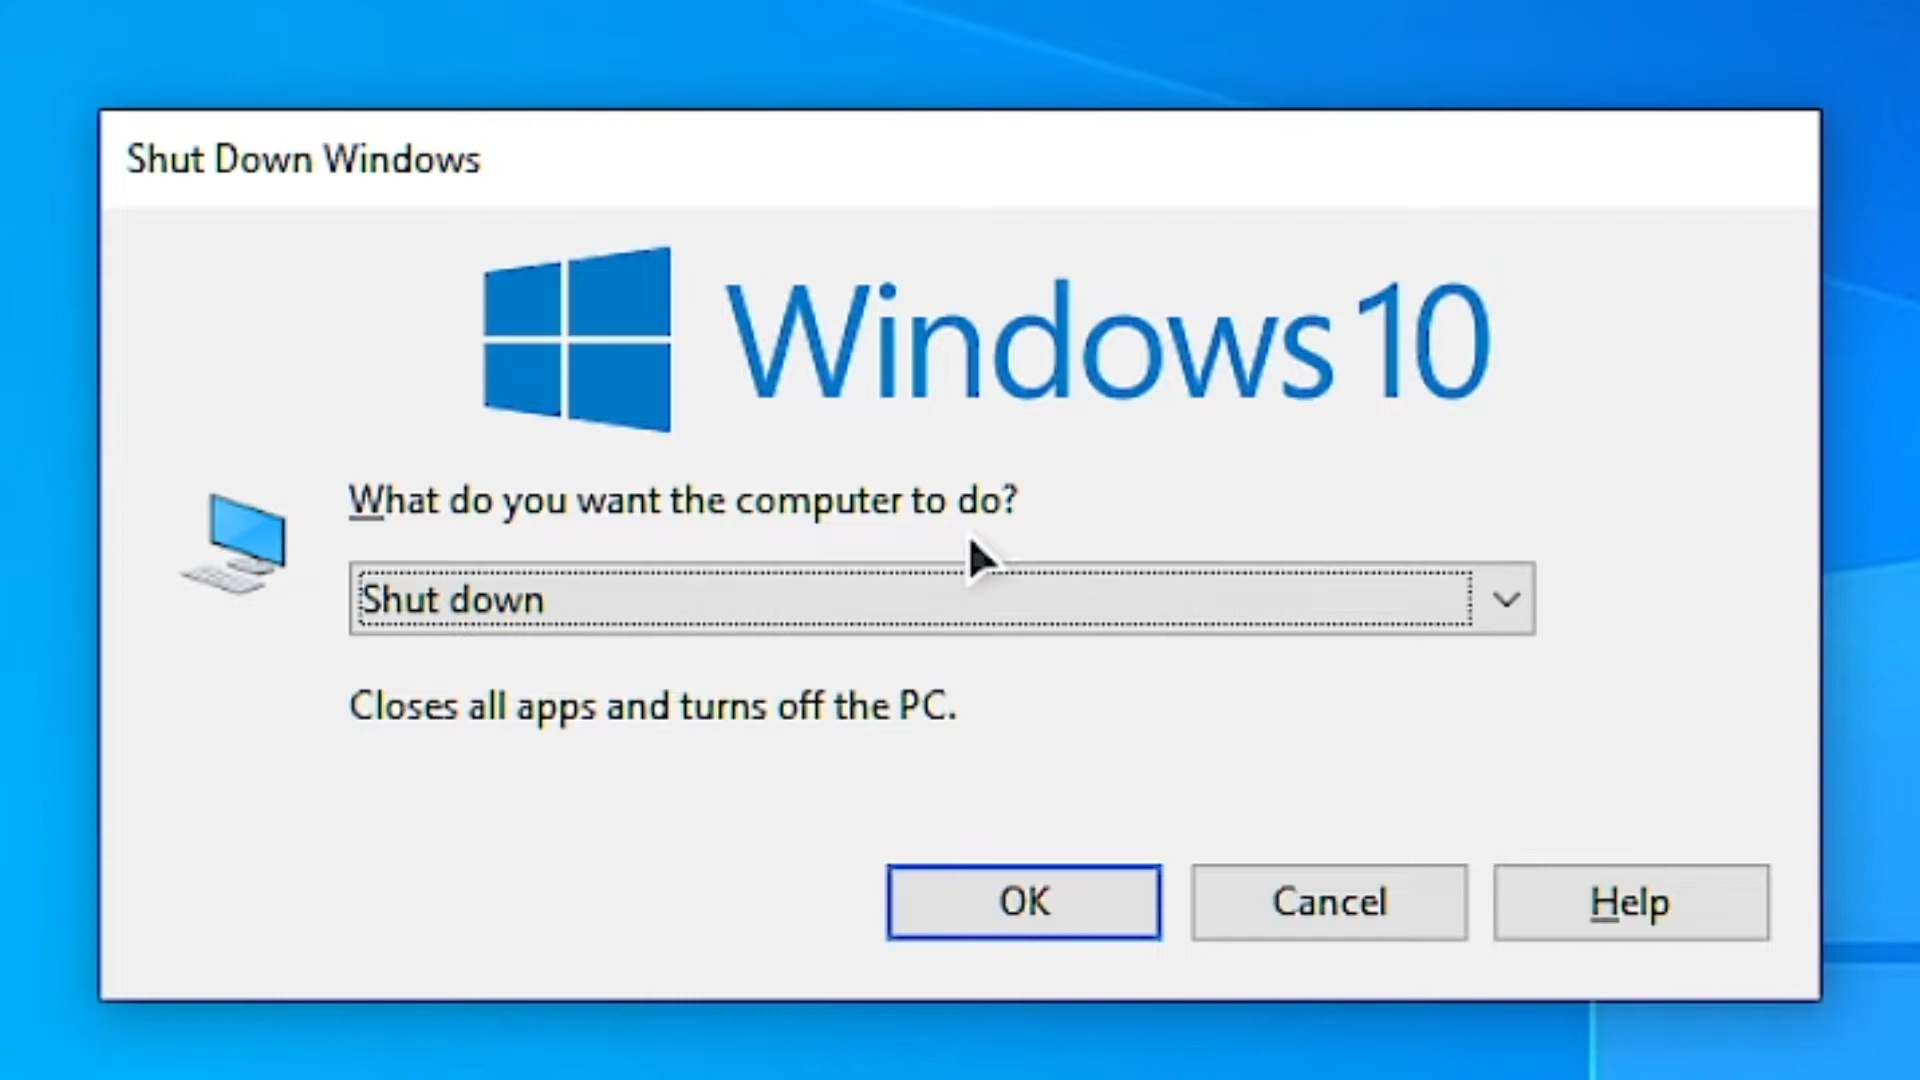 Shut Down Windows
Windows 10
What do you want the computer to do?
Shut down
Closes all apps and turns off the PC.
OK
Cancel
Help